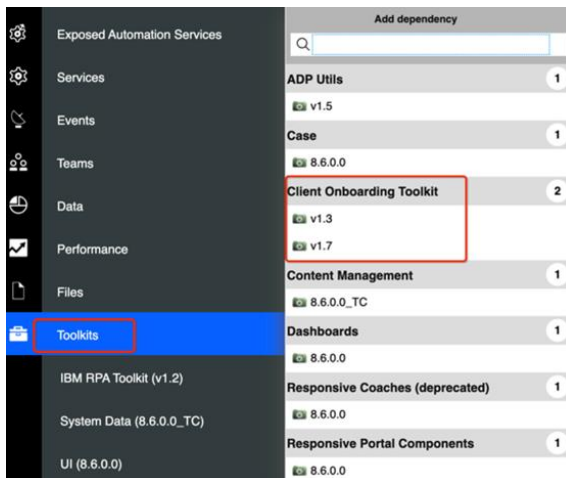 Exposed Automation Services
Services
Events
Teams
Data
Performance
Files
Toolkits
IBM RPA Toolkit (v1.2)
System Data (8.6.0.0_TC)
UI (8.6.0.0)
Add dependency
ADP Utils 1
v1.5
Case 1
8.6.0.0
Client Onboarding Toolkit 2
v1.3
v1.7
Content Management 1
8.6.0.0_TC
Dashboards 1
8.6.0.0
Responsive Coaches (deprecated) 1
8.6.0.0
Responsive Portal Components 1
8.6.0.0